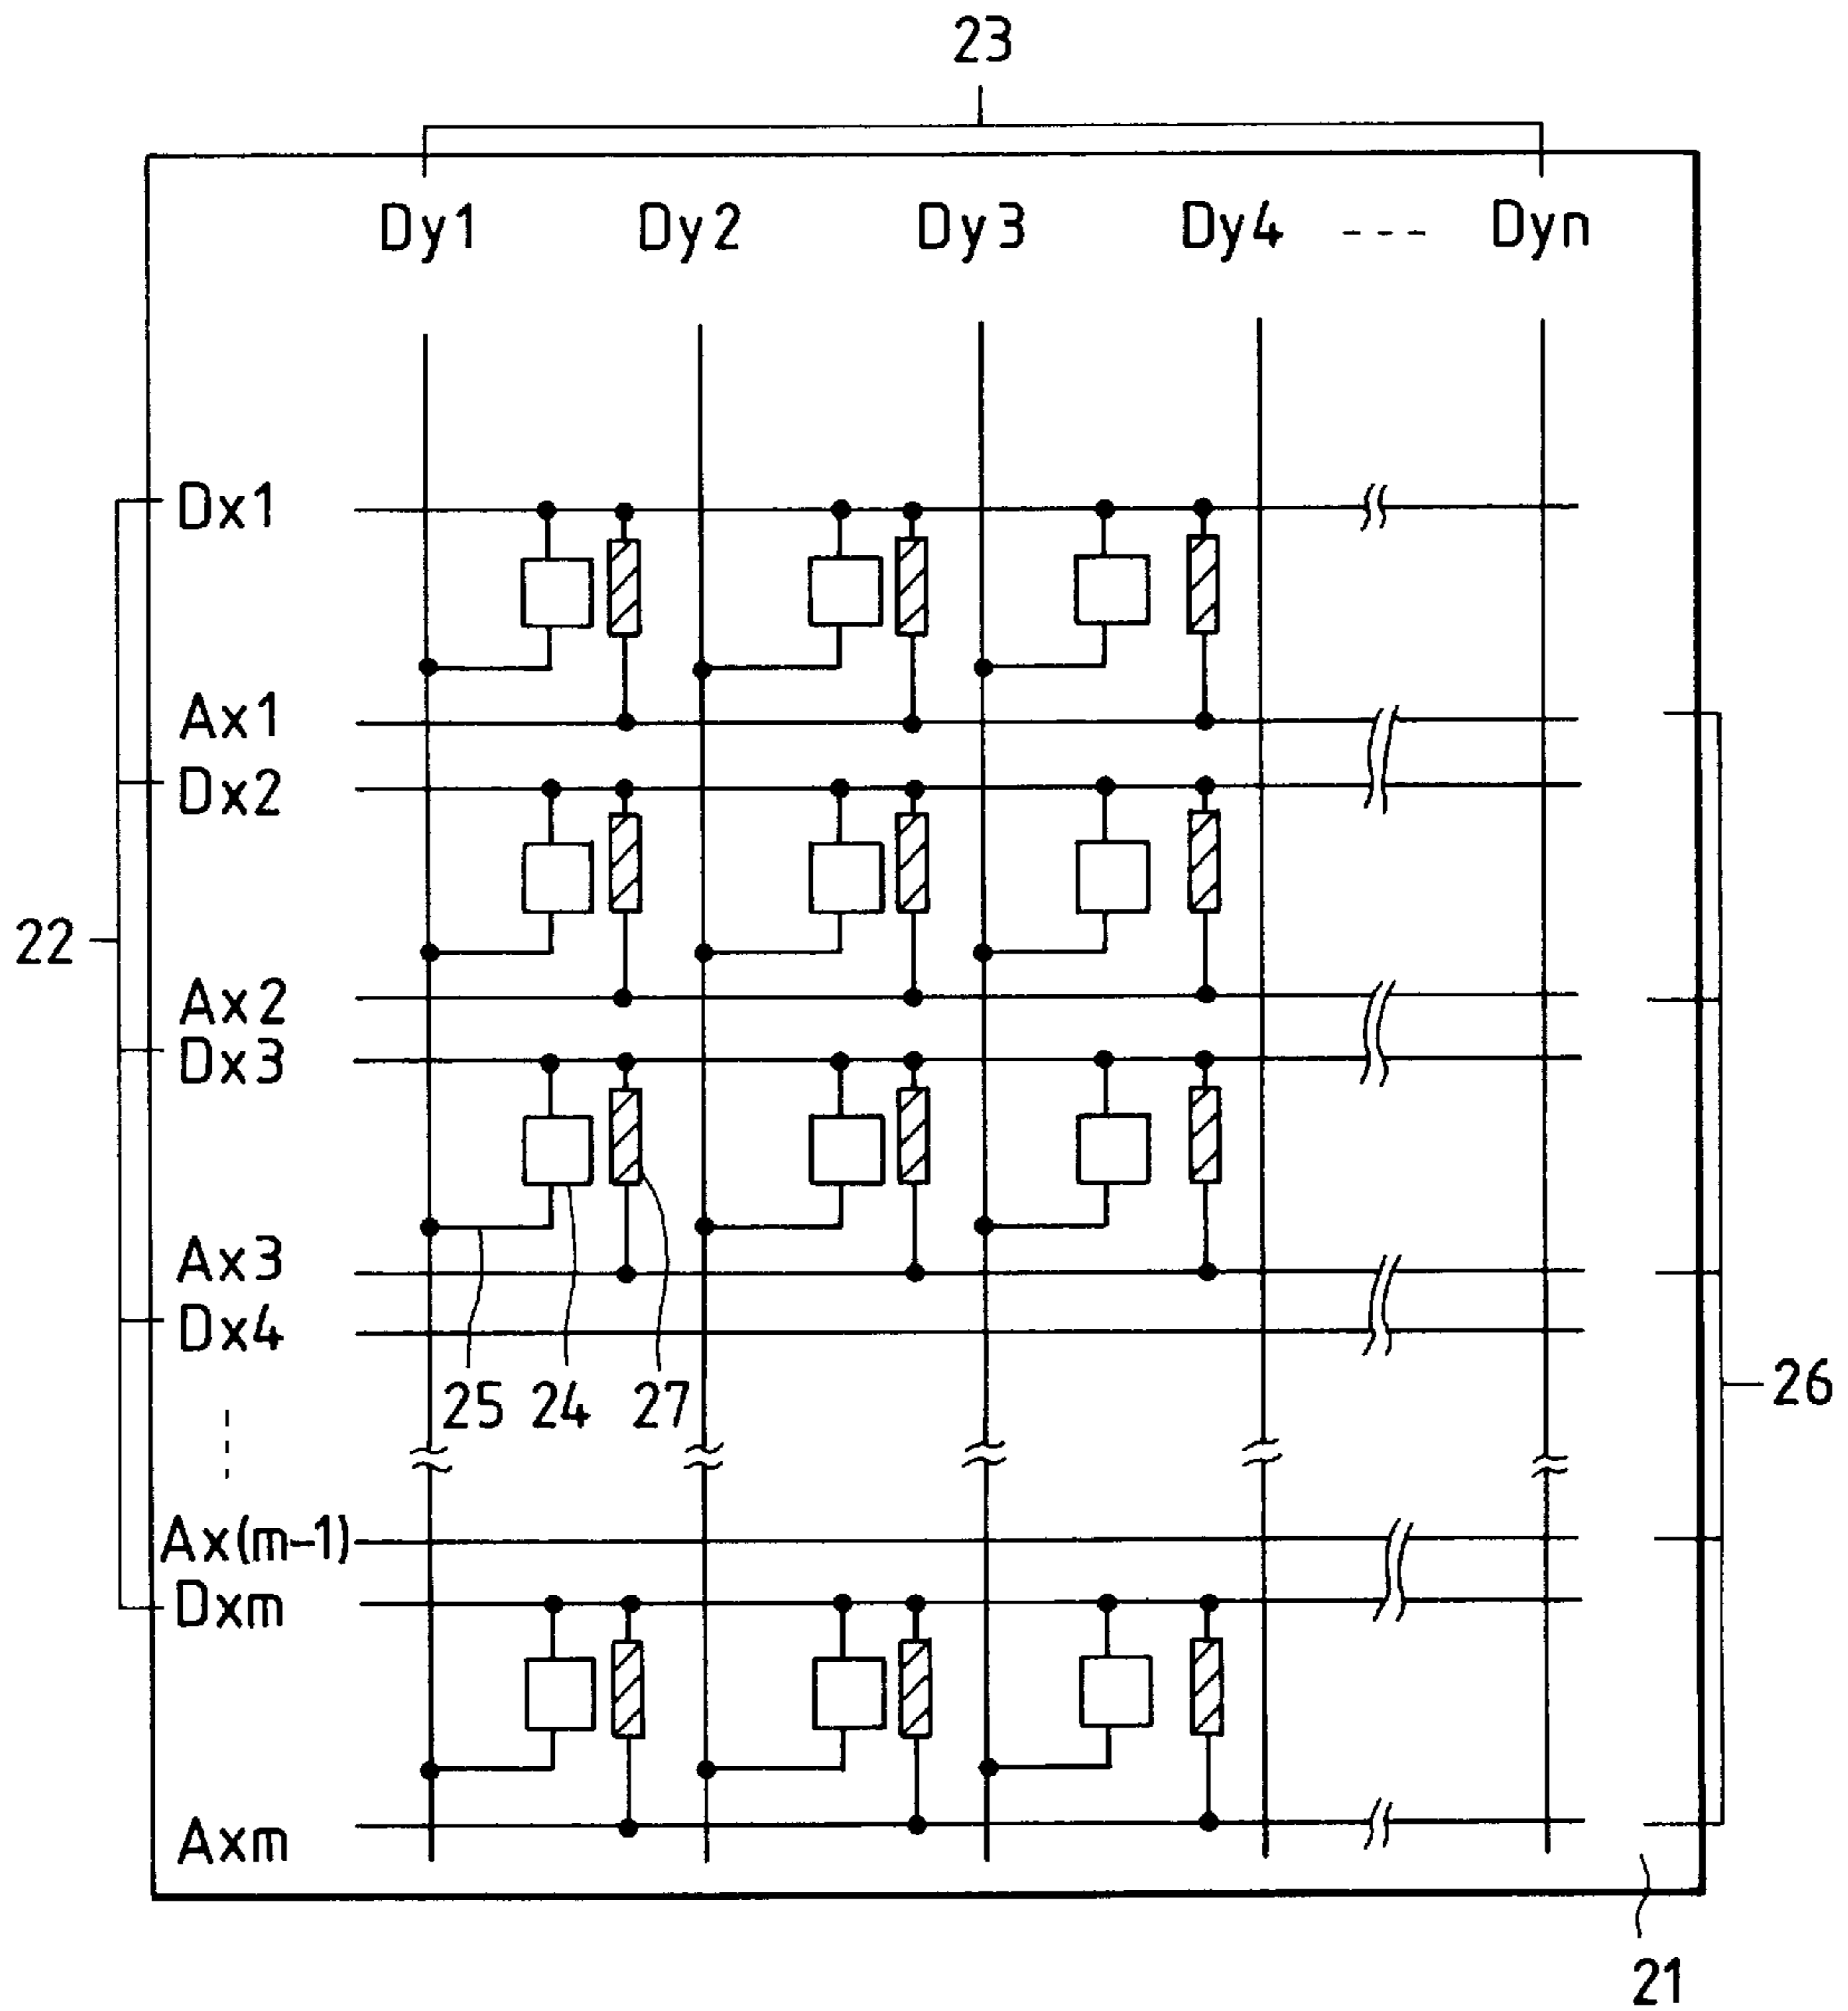 23
Dy1 Dy2 Dy3 Dy4 --- Dyn
Dx1
Ax1
Dx2
22
Ax2
Dx3
Ax3
Dx4
25 24 27
26
Ax(m-1)
Dxm
Axm
21